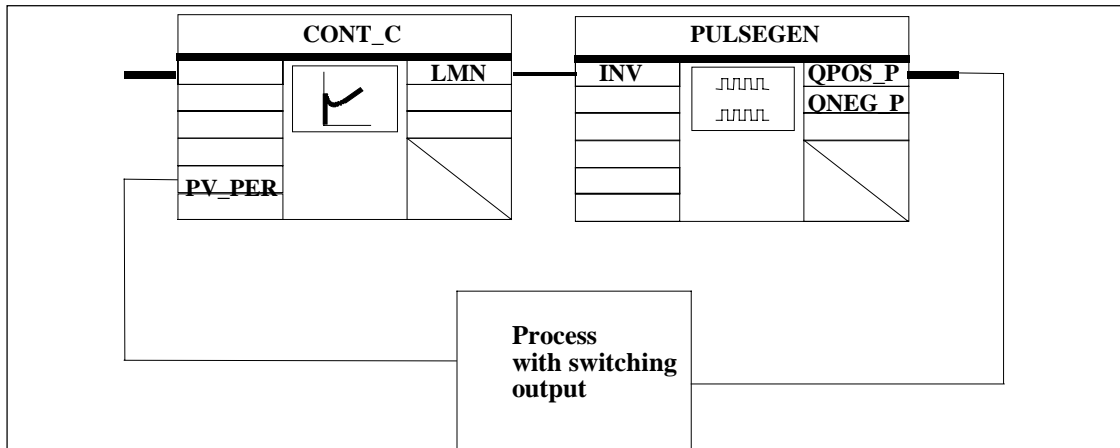 CONT_C
PULSEGEN
LMN
INV
QPOS_P
QNEG_P
PV_PER
Process
with switching
output